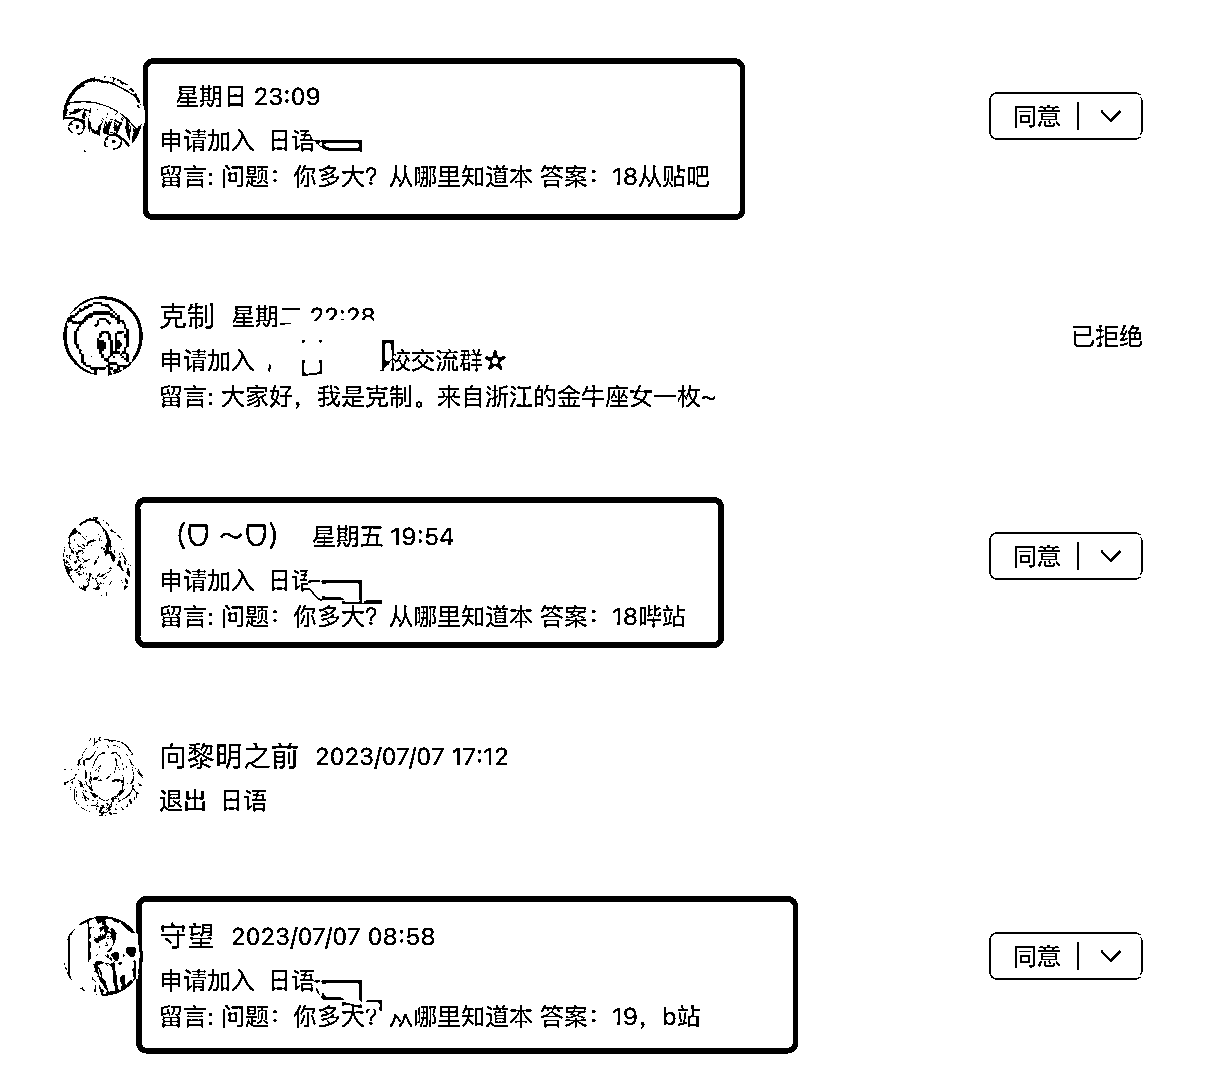 星期日 23:09
同意
申请加入 日语
留言: 问题：你多大？从哪里知道本 答案：18从贴吧
克制 星期二 22:28
已拒绝
申请加入 校交流群☆
留言: 大家好，我是克制。来自浙江的金牛座女一枚~
(ᗜ ～ᗜ) 星期五 19:54
同意
申请加入 日语
留言: 问题：你多大？从哪里知道本 答案：18哔站
向黎明之前 2023/07/07 17:12
退出 日语
守望 2023/07/07 08:58
同意
申请加入 日语
留言: 问题：你多大？从哪里知道本 答案：19，b站